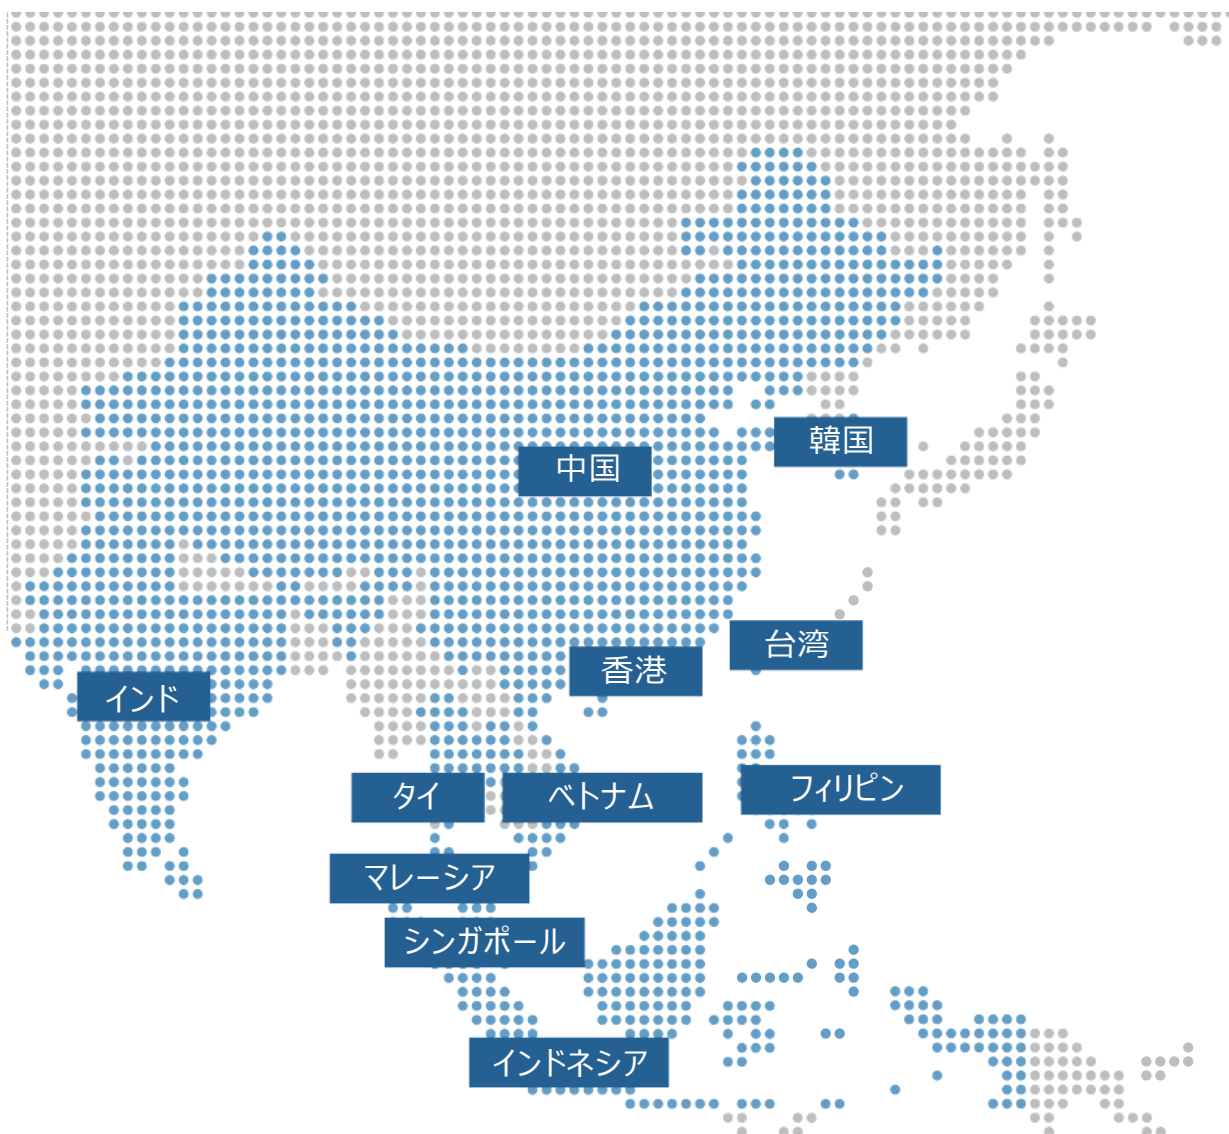 韓国
中国
台湾
香港
インド
タイ
ベトナム
フィリピン
マレーシア
シンガポール
インドネシア